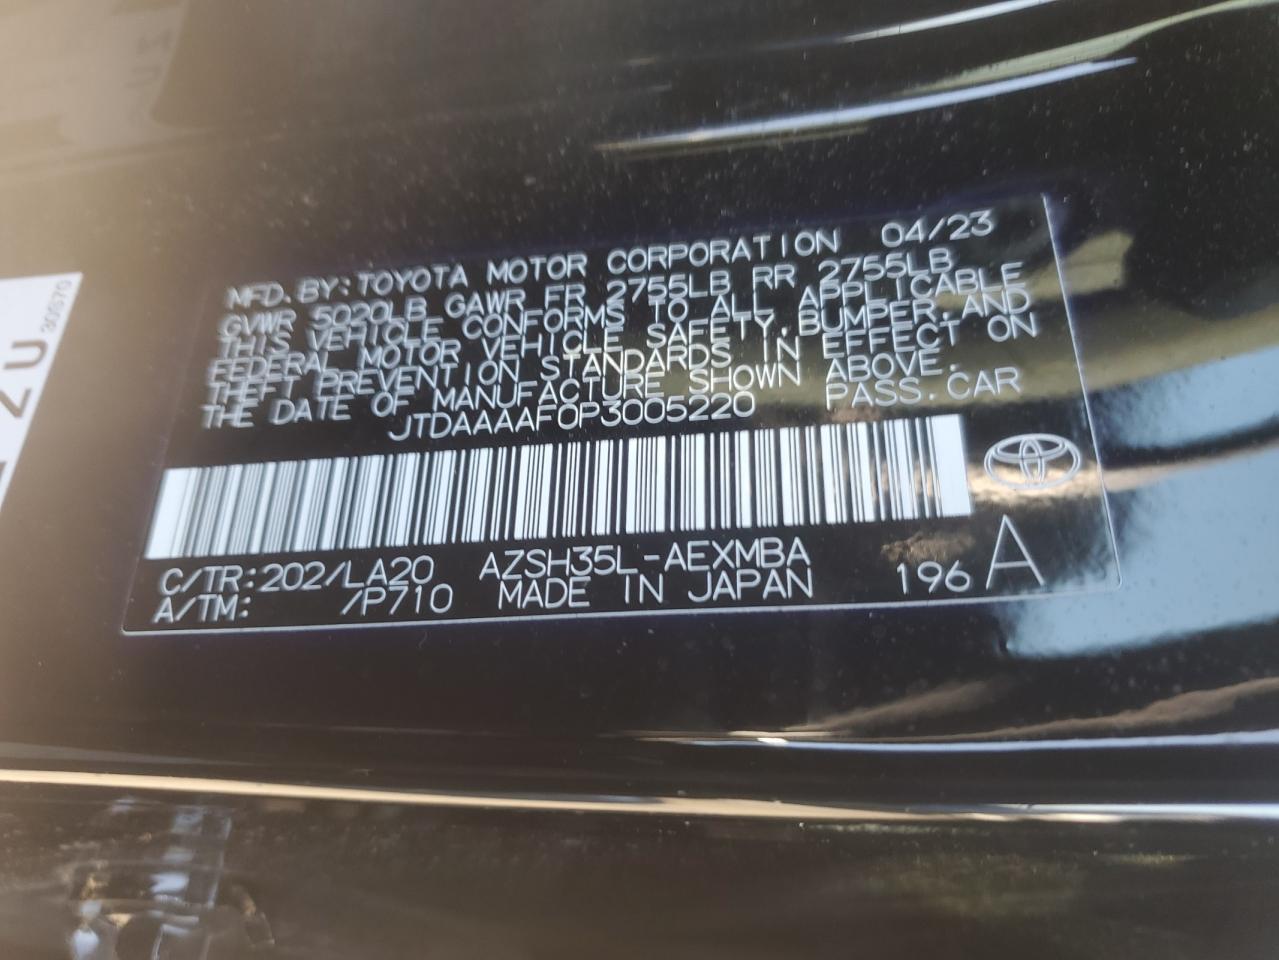 MFD. BY: TOYOTA MOTOR CORPORATION 04/23
GVWR 5020LB GAWR FR 2755LB RR 2755LB
THIS VEHICLE CONFORMS TO ALL APPLICABLE
FEDERAL MOTOR VEHICLE SAFETY, BUMPER, AND
THEFT PREVENTION STANDARDS IN EFFECT ON
THE DATE OF MANUFACTURE SHOWN ABOVE.
JTDAAAAF0P3005220 PASS. CAR
C/TR: 202/LA20 AZSH35L-AEXMBA
A/TM: /P710 MADE IN JAPAN 196 A
2U
30570